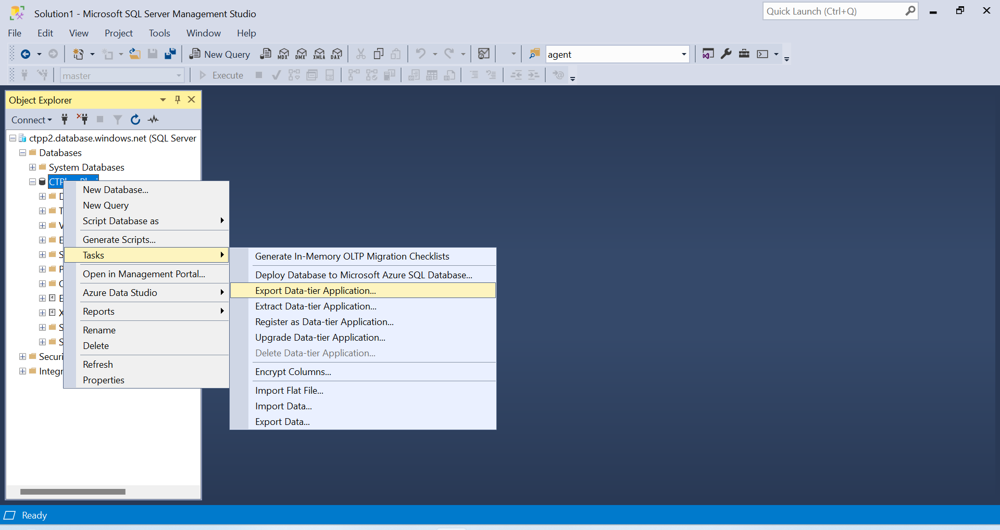 Solution1 - Microsoft SQL Server Management Studio
Quick Launch (Ctrl+Q)
File Edit View Project Tools Window Help
New Query MDX DMX XMLA DAX agent
master Execute
Object Explorer
Connect
ctpp2.database.windows.net (SQL Server
Databases
System Databases
New Database...
New Query
Script Database as
Generate Scripts...
Tasks
Open in Management Portal...
Azure Data Studio
Reports
Rename
Delete
Refresh
Properties
Securi
Integr
Generate In-Memory OLTP Migration Checklists
Deploy Database to Microsoft Azure SQL Database...
Export Data-tier Application...
Extract Data-tier Application...
Register as Data-tier Application...
Upgrade Data-tier Application...
Delete Data-tier Application...
Encrypt Columns...
Import Flat File...
Import Data...
Export Data...
Ready